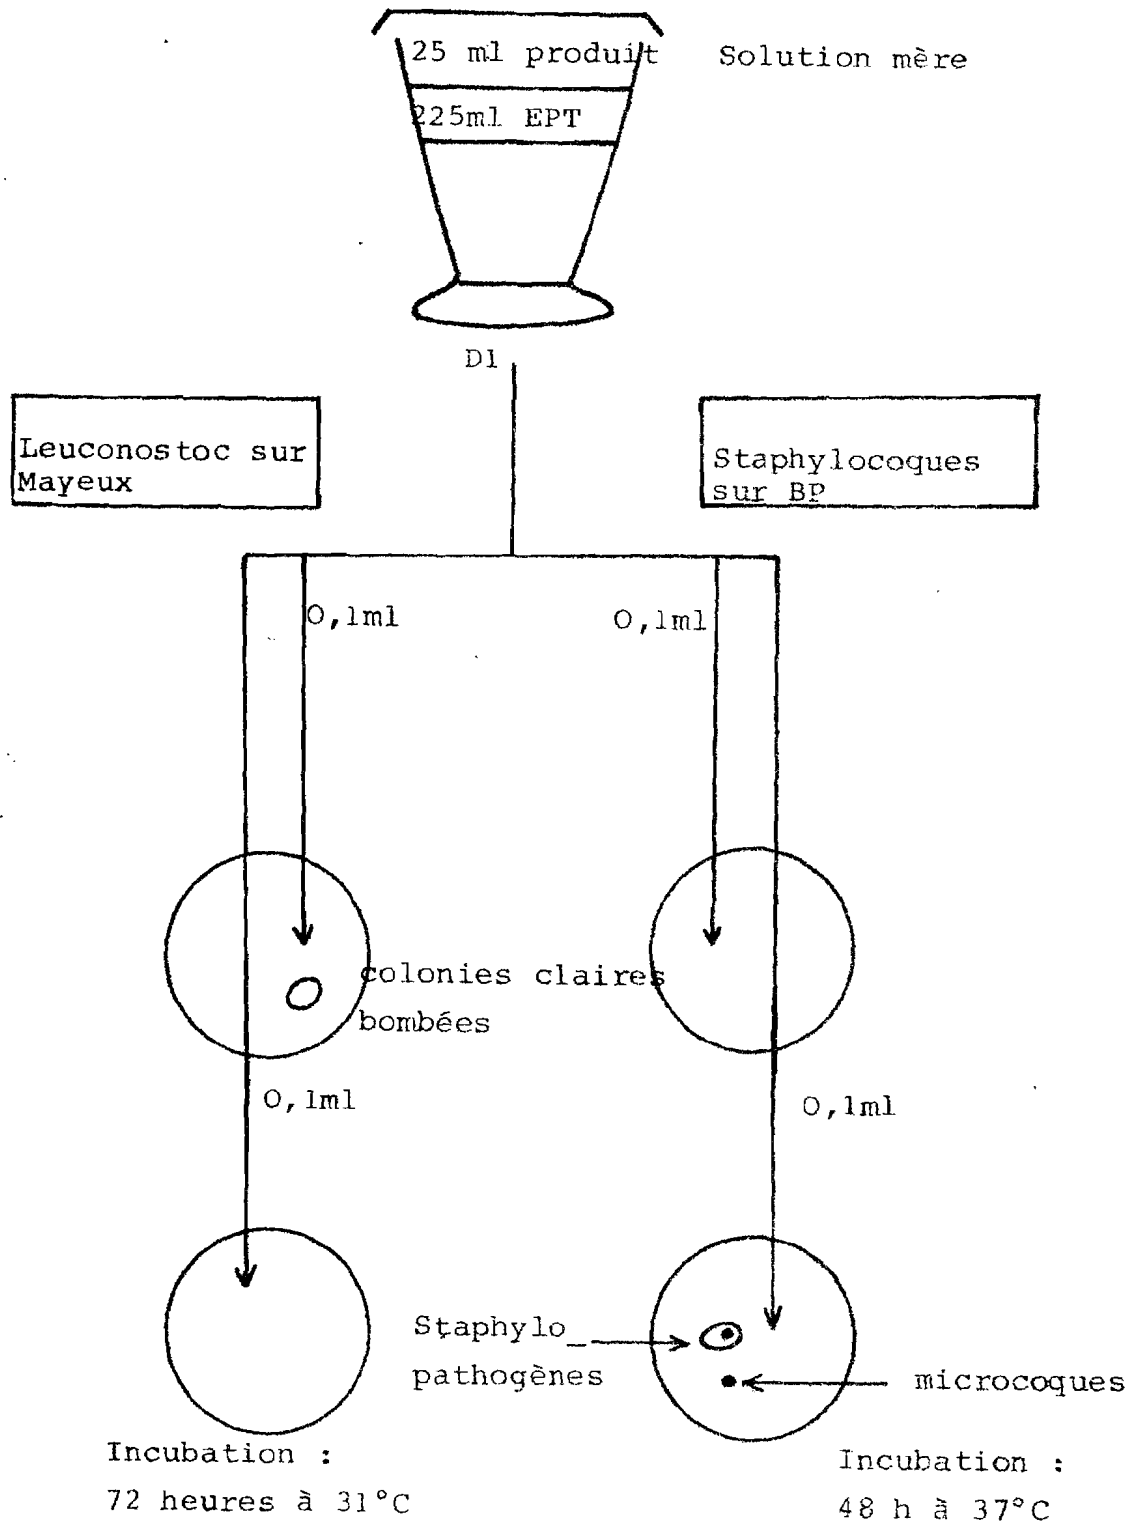 25 ml produit
Solution mère
225ml EPT
D1
Leuconostoc sur
Mayeux
Staphylocoques
sur BP
0,1ml
0,1ml
colonies claires
bombées
0,1ml
0,1ml
Staphylo_
pathogènes
microcoques
Incubation :
72 heures à 31°C
Incubation :
48 h à 37°C